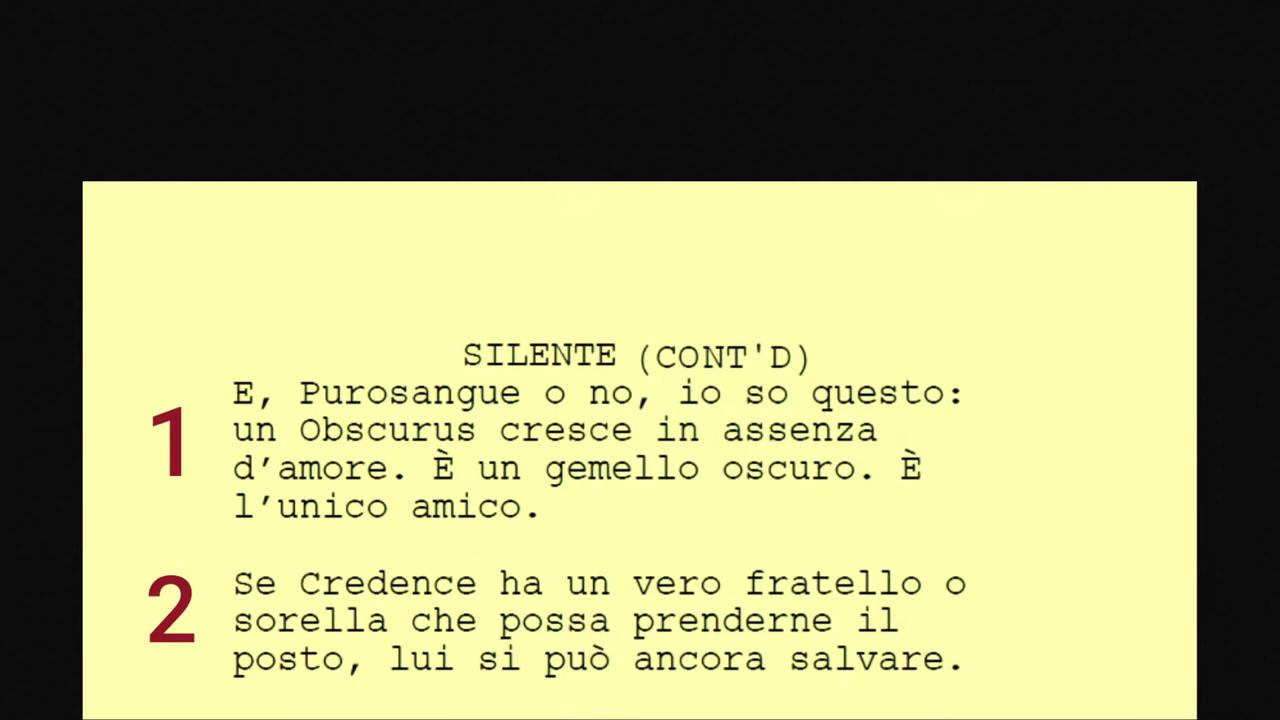 SILENTE (CONT'D)
E, Purosangue o no, io so questo:
1
un Obscurus cresce in assenza
d’amore. È un gemello oscuro. È
l’unico amico.
2
Se Credence ha un vero fratello o
sorella che possa prenderne il
posto, lui si può ancora salvare.